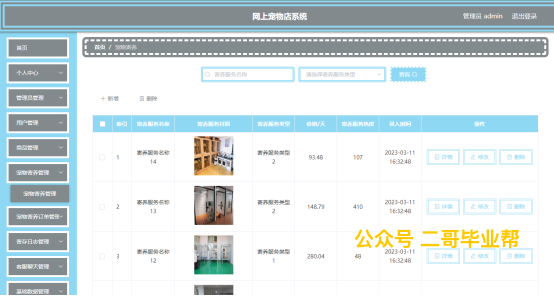 网上宠物店系统
管理员 admin 退出登录
首页
个人中心
管理员管理
用户管理
商品管理
宠物寄养管理
宠物寄养管理
宠物寄养订单管理
寄存日志管理
客服聊天管理
基础数据管理
首页 / 宠物寄养
寄养服务名称
请选择寄养服务类型
查询
+ 新增
删除
索引 寄养服务名称 寄养服务类型 价格/天 寄养服务热度 录入时间 操作
1 寄养服务名称14 寄养服务类型2 93.48 107 2023-03-11 16:32:48 详情 修改 删除
2 寄养服务名称13 寄养服务类型2 148.79 410 2023-03-11 16:32:48 详情 修改 删除
3 寄养服务名称12 寄养服务类型1 280.04 48 2023-03-11 16:32:48 详情 修改 删除
公众号 二哥毕业帮